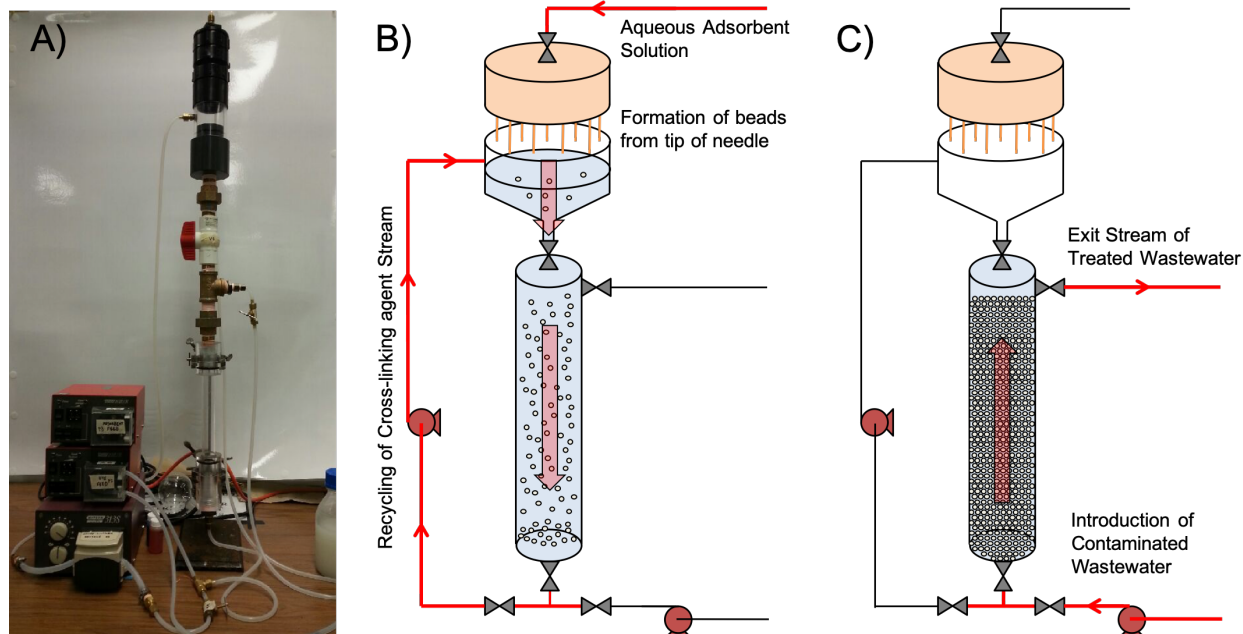 A)
B)
Aqueous Adsorbent
Solution
Formation of beads
from tip of needle
Recycling of Cross-linking agent Stream
C)
Exit Stream of
Treated Wastewater
Introduction of
Contaminated
Wastewater